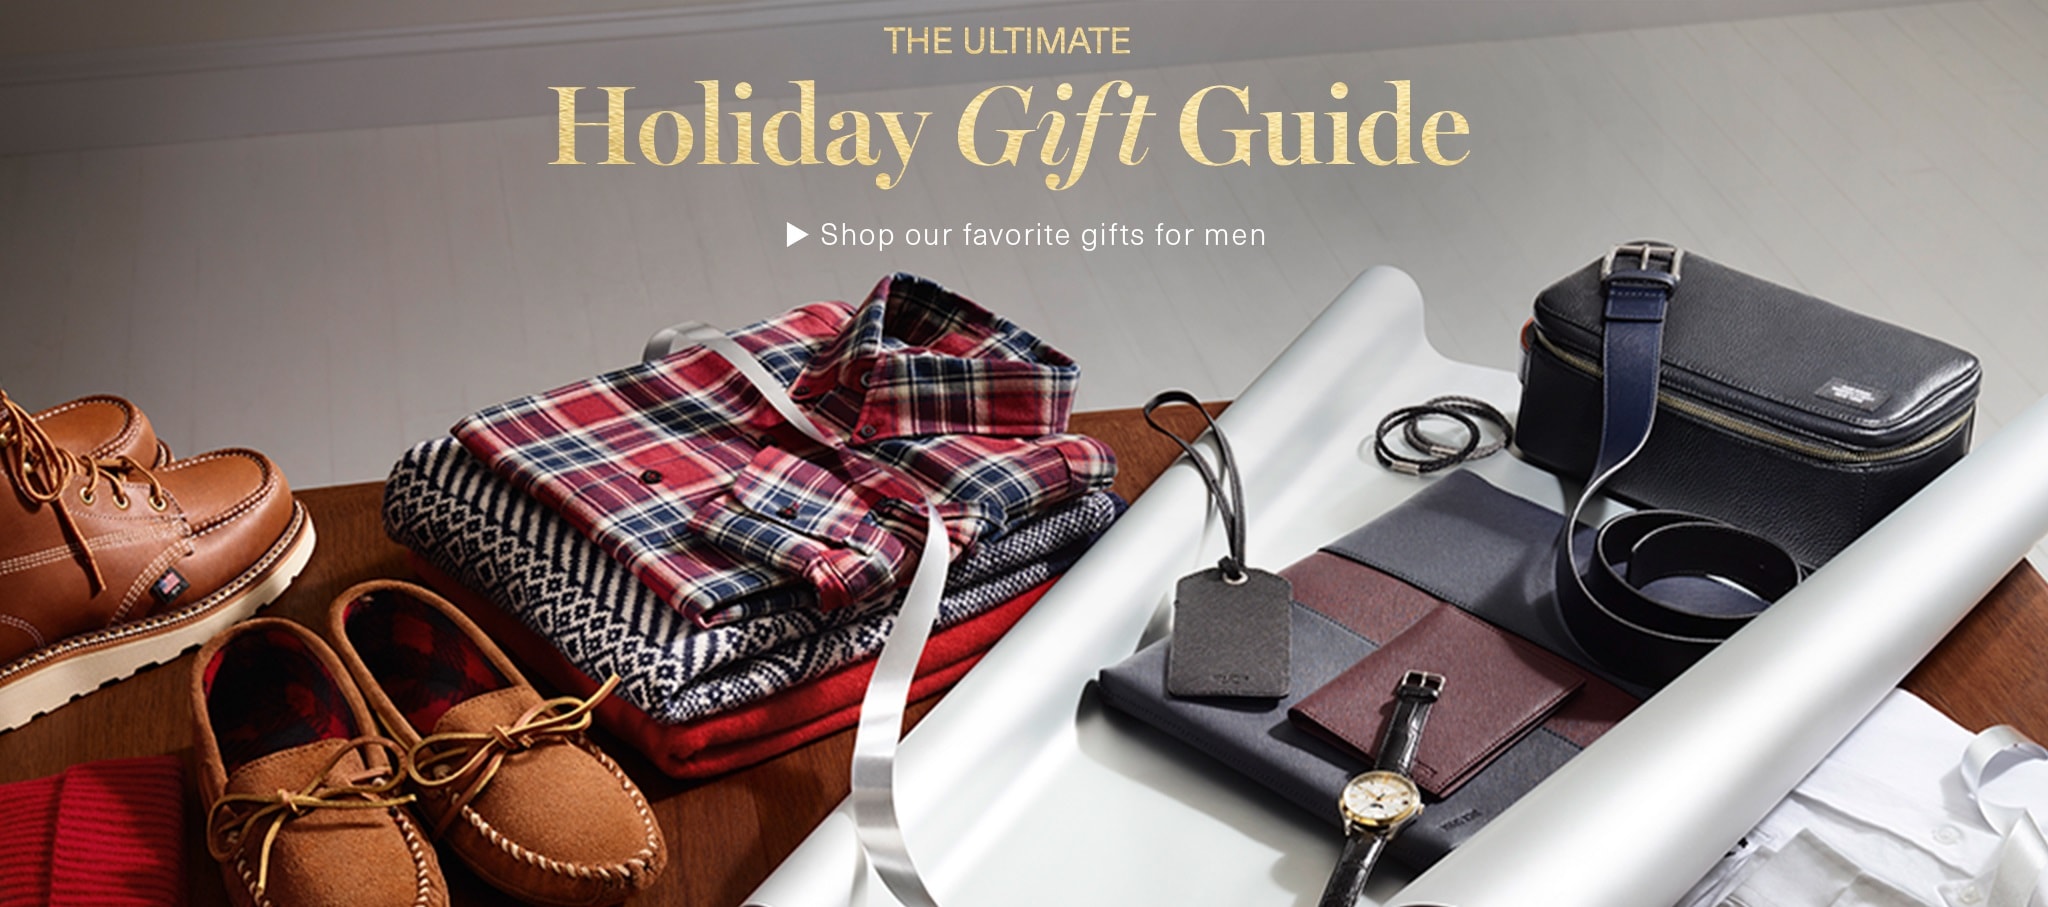 THE ULTIMATE
Holiday Gift Guide
▶ Shop our favorite gifts for men